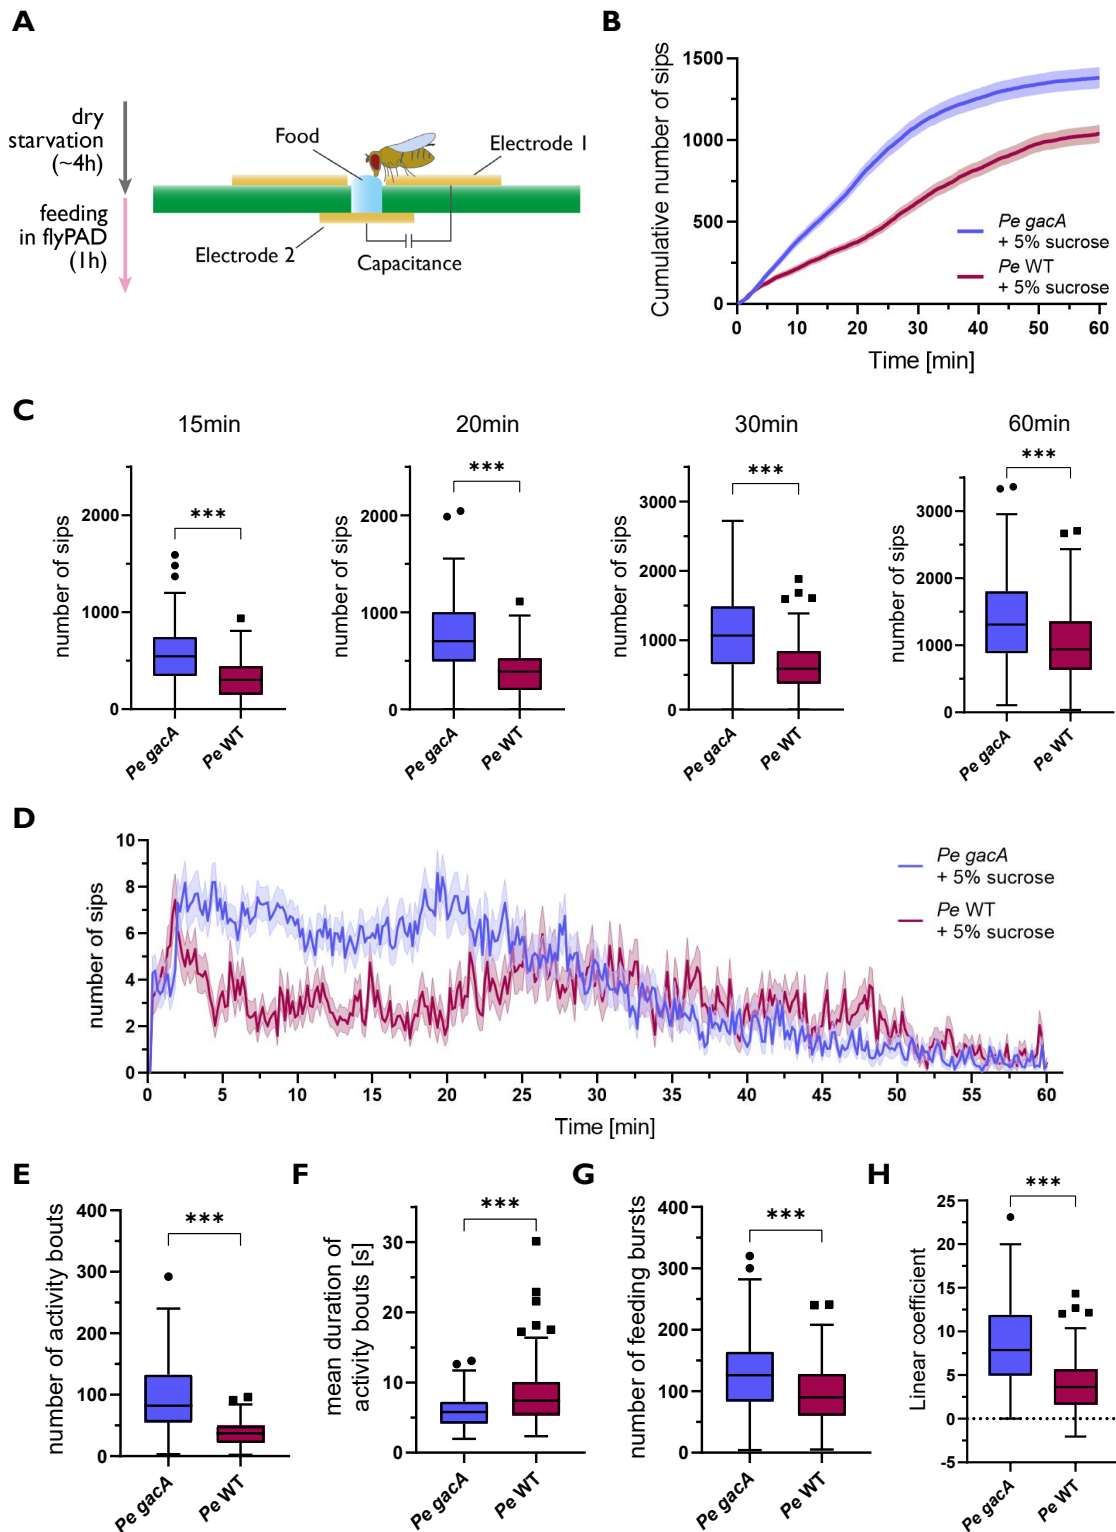 A
dry
starvation
(~4h)
feeding
in flyPAD
(1h)
Food
Electrode 1
Electrode 2
Capacitance
B
Cumulative number of sips
1500
1000
500
0
0 10 20 30 40 50 60
Time [min]
Pe gacA
+ 5% sucrose
Pe WT
+ 5% sucrose
C
15min
***
number of sips
2000
1000
0
Pe gacA
Pe WT
20min
***
number of sips
2000
1000
0
Pe gacA
Pe WT
30min
***
number of sips
3000
2000
1000
0
Pe gacA
Pe WT
60min
***
number of sips
3000
2000
1000
0
Pe gacA
Pe WT
D
number of sips
10
8
6
4
2
0
0 5 10 15 20 25 30 35 40 45 50 55 60
Time [min]
Pe gacA
+ 5% sucrose
Pe WT
+ 5% sucrose
E
number of activity bouts
400
300
200
100
0
***
Pe gacA
Pe WT
F
mean duration of
activity bouts [s]
30
20
10
0
***
Pe gacA
Pe WT
G
number of feeding bursts
400
300
200
100
0
***
Pe gacA
Pe WT
H
Linear coefficient
25
20
15
10
5
0
-5
***
Pe gacA
Pe WT